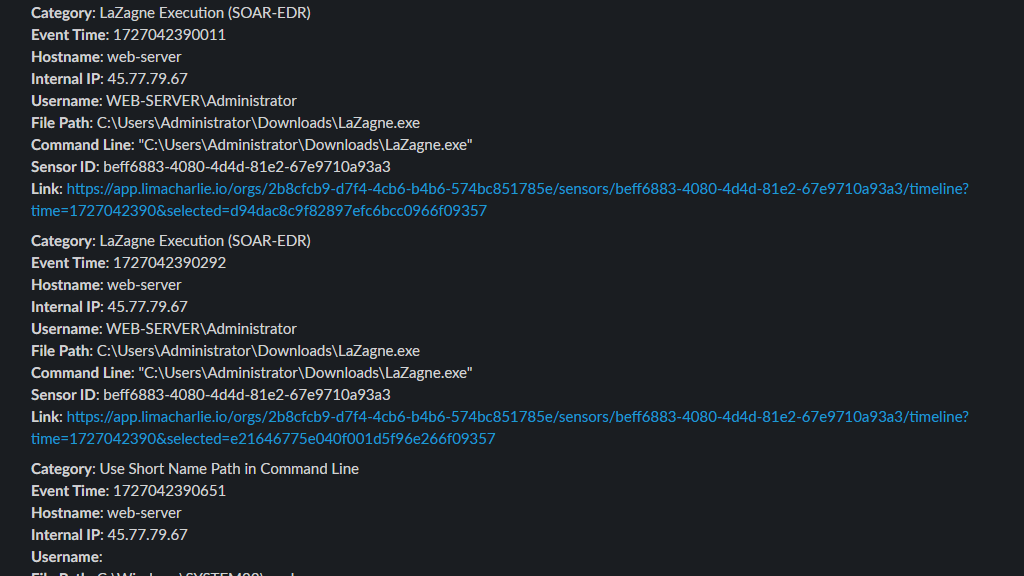 Category: LaZagne Execution (SOAR-EDR)
Event Time: 1727042390011
Hostname: web-server
Internal IP: 45.77.79.67
Username: WEB-SERVER\Administrator
File Path: C:\Users\Administrator\Downloads\LaZagne.exe
Command Line: "C:\Users\Administrator\Downloads\LaZagne.exe"
Sensor ID: beff6883-4080-4d4d-81e2-67e9710a93a3
Link: https://app.limacharlie.io/orgs/2b8cfcb9-d7f4-4cb6-b4b6-574bc851785e/sensors/beff6883-4080-4d4d-81e2-67e9710a93a3/timeline?
time=1727042390&selected=d94dac8c9f82897efc6bcc0966f09357
Category: LaZagne Execution (SOAR-EDR)
Event Time: 1727042390292
Hostname: web-server
Internal IP: 45.77.79.67
Username: WEB-SERVER\Administrator
File Path: C:\Users\Administrator\Downloads\LaZagne.exe
Command Line: "C:\Users\Administrator\Downloads\LaZagne.exe"
Sensor ID: beff6883-4080-4d4d-81e2-67e9710a93a3
Link: https://app.limacharlie.io/orgs/2b8cfcb9-d7f4-4cb6-b4b6-574bc851785e/sensors/beff6883-4080-4d4d-81e2-67e9710a93a3/timeline?
time=1727042390&selected=e21646775e040f001d5f96e266f09357
Category: Use Short Name Path in Command Line
Event Time: 1727042390651
Hostname: web-server
Internal IP: 45.77.79.67
Username:
File Path: